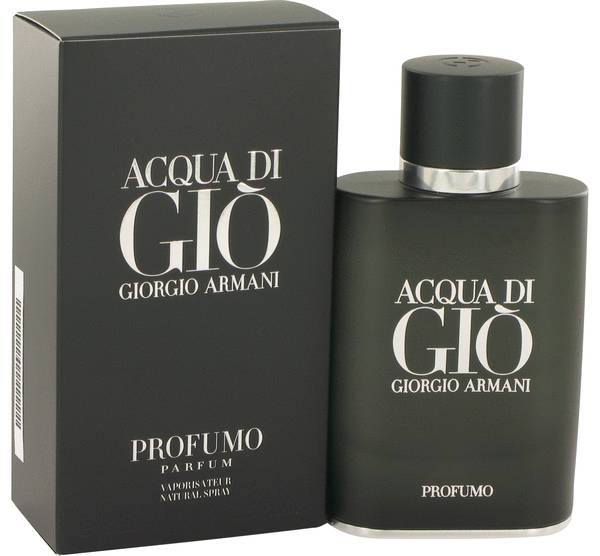 ACQUA DI
GIÒ
GIORGIO ARMANI
PROFUMO
PARFUM
VAPORISATEUR
NATURAL SPRAY
ACQUA DI
GIÒ
GIORGIO ARMANI
PROFUMO